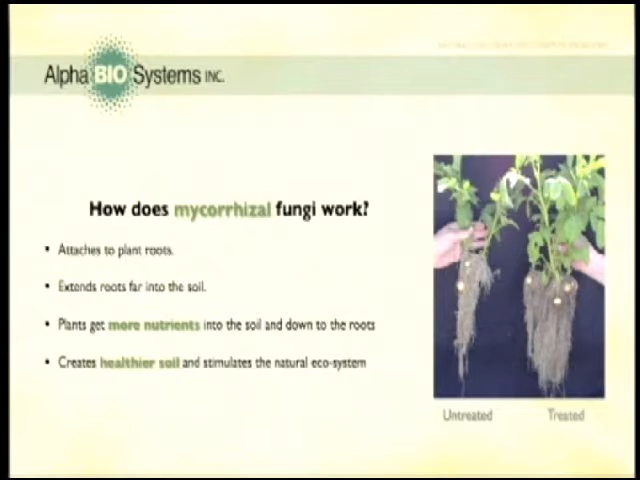 Alpha BIO Systems INC.
How does mycorrhizal fungi work?
▪ Attaches to plant roots.
▪ Extends roots far into the soil.
▪ Plants get more nutrients into the soil and down to the roots
▪ Creates healthier soil and stimulates the natural eco-system
Untreated Treated